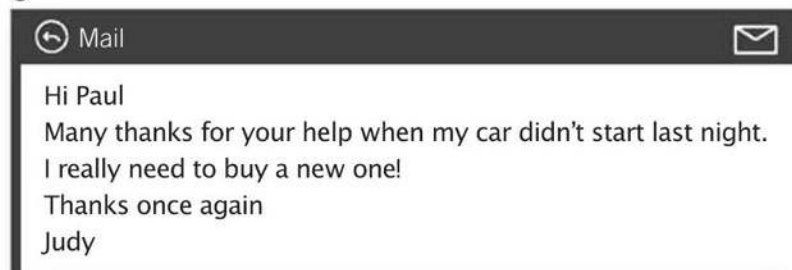 Mail
Hi Paul
Many thanks for your help when my car didn't start last night.
I really need to buy a new one!
Thanks once again
Judy